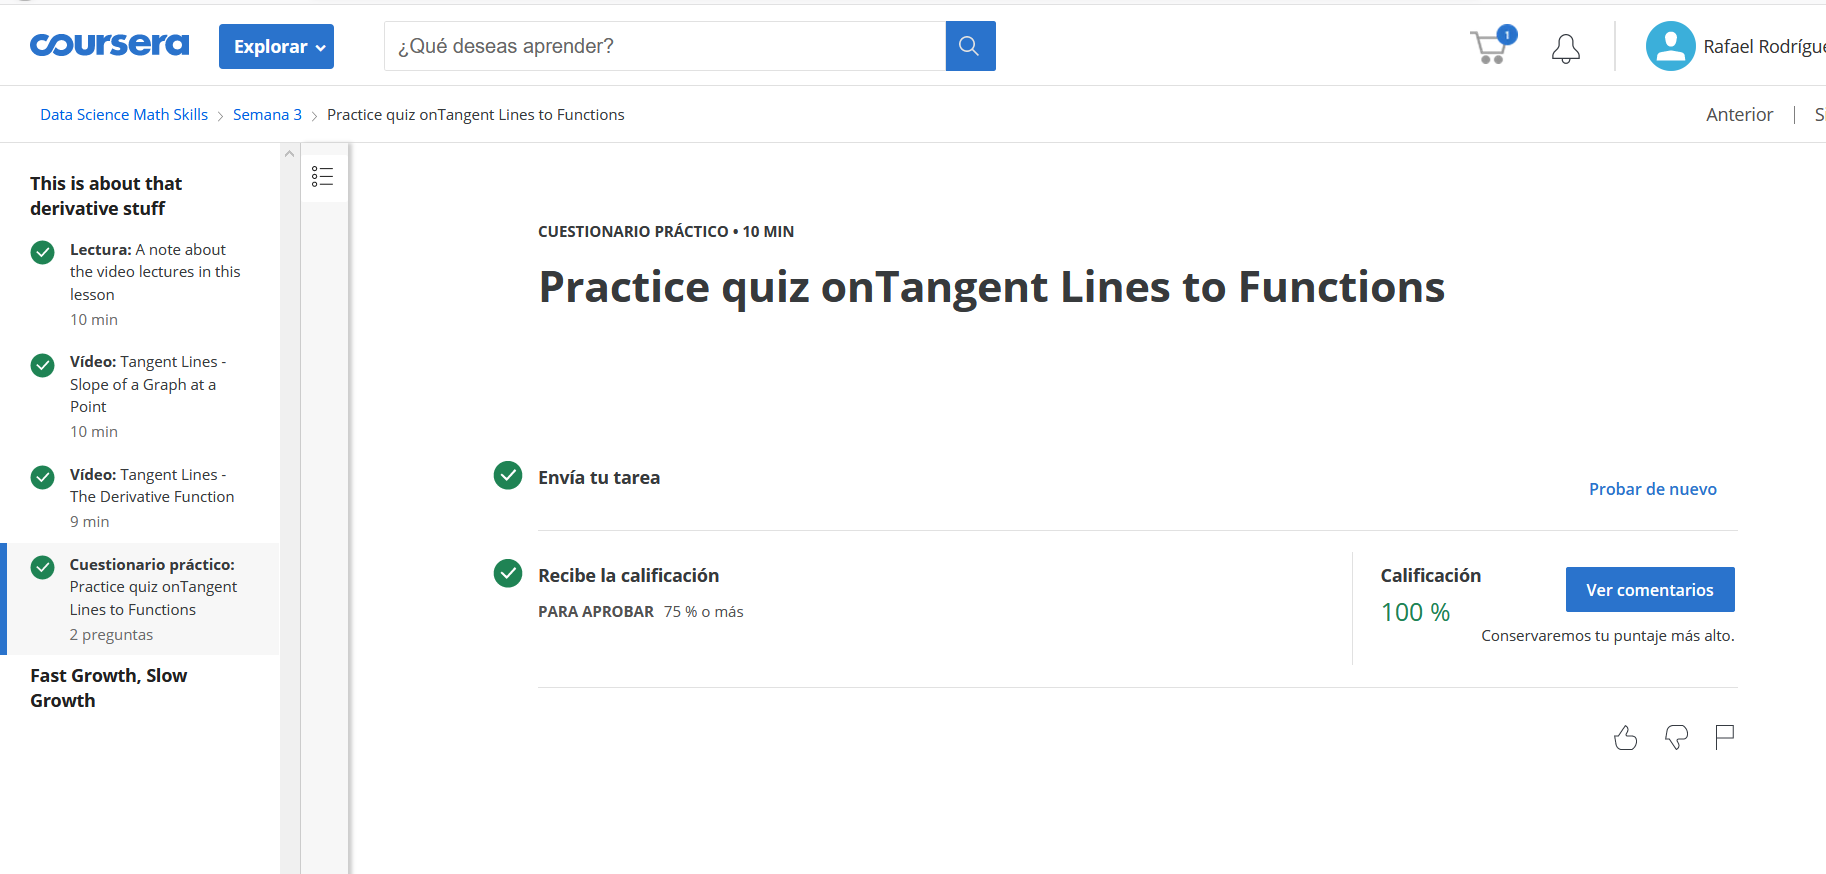 coursera
Explorar
¿Qué deseas aprender?
1
Rafael Rodrígue
Data Science Math Skills
Semana 3
Practice quiz onTangent Lines to Functions
Anterior
This is about that
derivative stuff
Lectura: A note about
the video lectures in this
lesson
10 min
Vídeo: Tangent Lines -
Slope of a Graph at a
Point
10 min
Vídeo: Tangent Lines -
The Derivative Function
9 min
Cuestionario práctico:
Practice quiz onTangent
Lines to Functions
2 preguntas
Fast Growth, Slow
Growth
CUESTIONARIO PRÁCTICO • 10 MIN
Practice quiz onTangent Lines to Functions
Envía tu tarea
Probar de nuevo
Recibe la calificación
PARA APROBAR 75 % o más
Calificación
100 %
Ver comentarios
Conservaremos tu puntaje más alto.